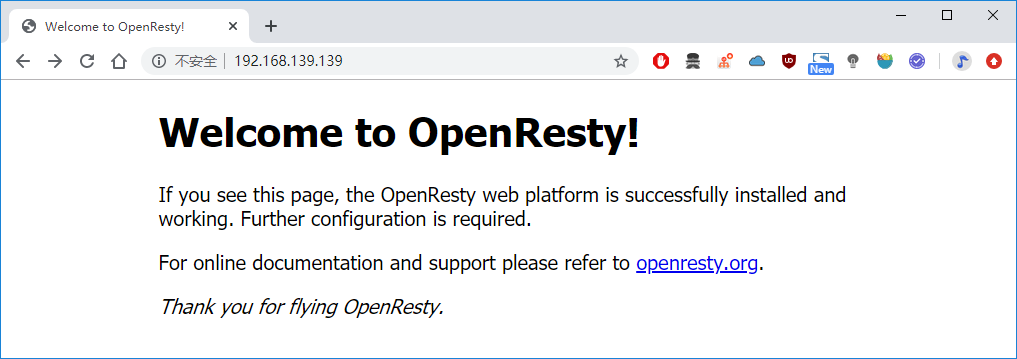 Welcome to OpenResty!
不安全 192.168.139.139
New
Welcome to OpenResty!
If you see this page, the OpenResty web platform is successfully installed and
working. Further configuration is required.
For online documentation and support please refer to openresty.org.
Thank you for flying OpenResty.